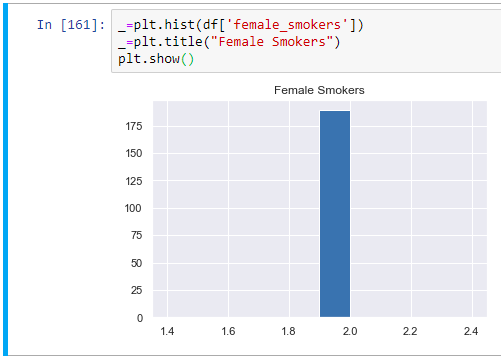 In [161]: _=plt.hist(df['female_smokers'])
_=plt.title("Female Smokers")
plt.show()
Female Smokers
175
150
125
100
75
50
25
0
1.4 1.6 1.8 2.0 2.2 2.4